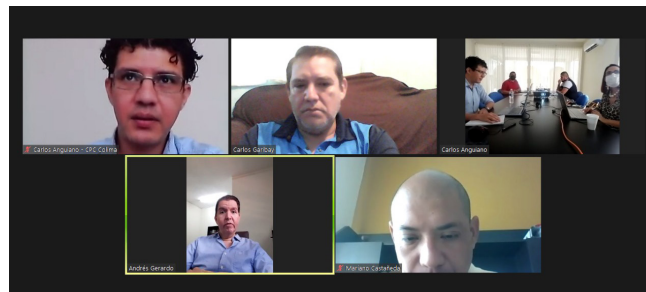 Carlos Anguiano - CPC Colima
Carlos Garibay
Carlos Anguiano
Andrés Gerardo
Mariano Castañeda